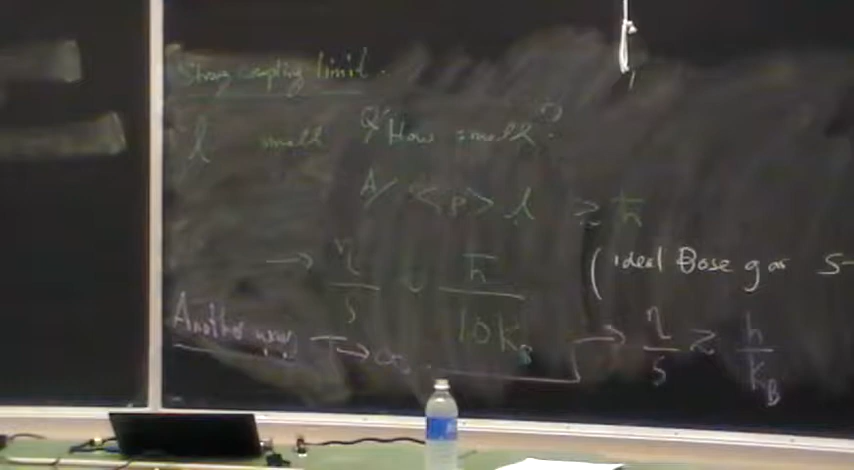 Strong coupling limit.
l small Q/ How small?
A/ <p> l ≳ ħ
→ η/s ~ ħ/10k_B (ideal Bose gas S-
Another way T→∞ → η/s ≳ ħ/k_B